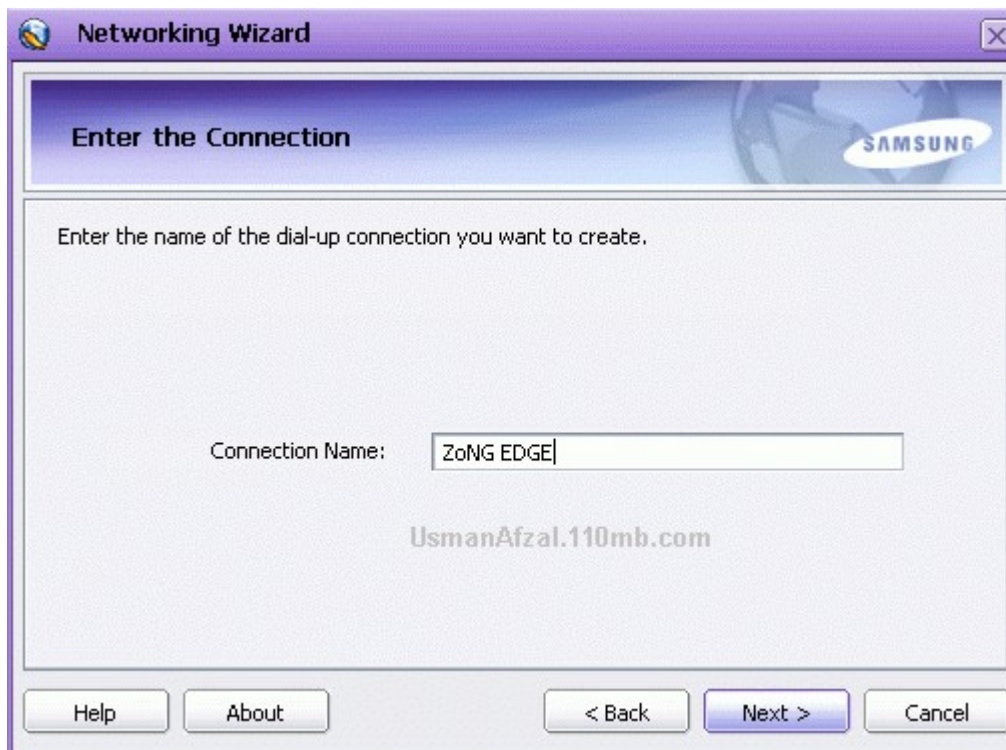 Networking Wizard
Enter the Connection
SAMSUNG
Enter the name of the dial-up connection you want to create.
Connection Name: ZoNG EDGE
UsmanAfzal.110mb.com
Help About < Back Next > Cancel